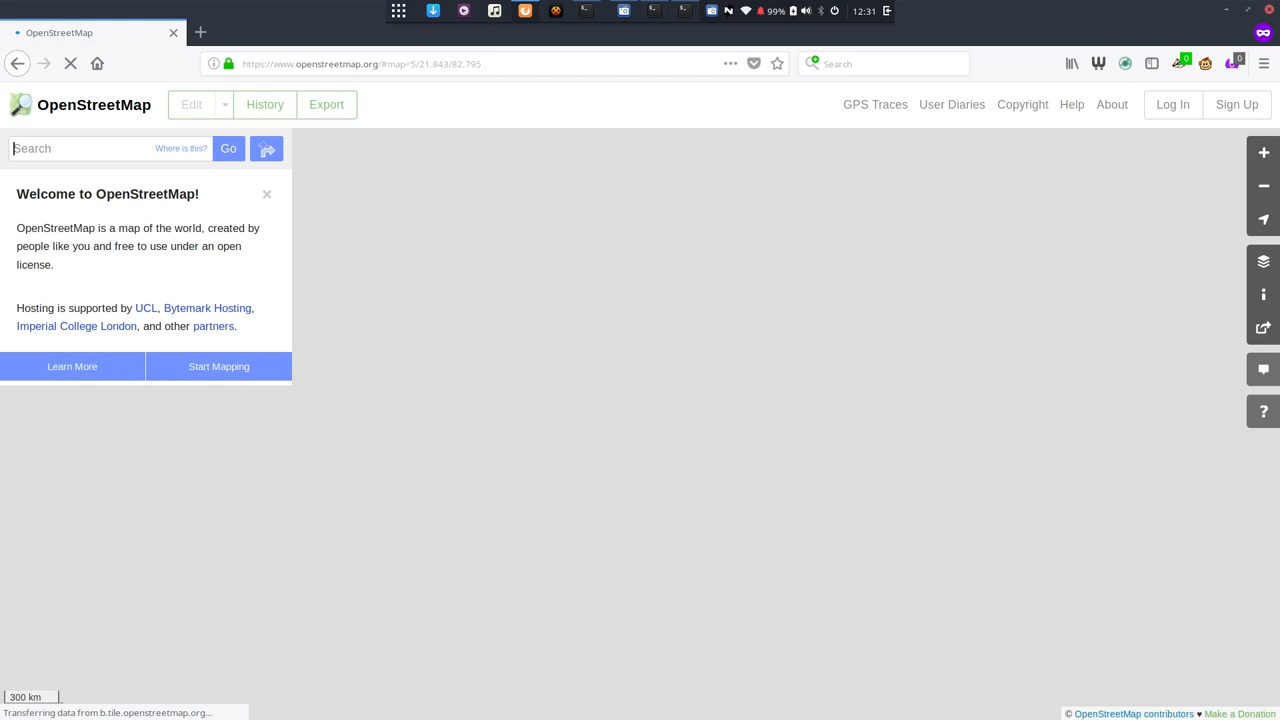 99%
12:31
OpenStreetMap
https://www.openstreetmap.org/#map=5/21.843/82.795
Search
0
0
OpenStreetMap
Edit
History
Export
GPS Traces
User Diaries
Copyright
Help
About
Log In
Sign Up
Search
Where is this?
Go
Welcome to OpenStreetMap!
OpenStreetMap is a map of the world, created by
people like you and free to use under an open
license.
Hosting is supported by UCL, Bytemark Hosting,
Imperial College London, and other partners.
Learn More
Start Mapping
300 km
Transferring data from b.tile.openstreetmap.org...
© OpenStreetMap contributors ♥ Make a Donation